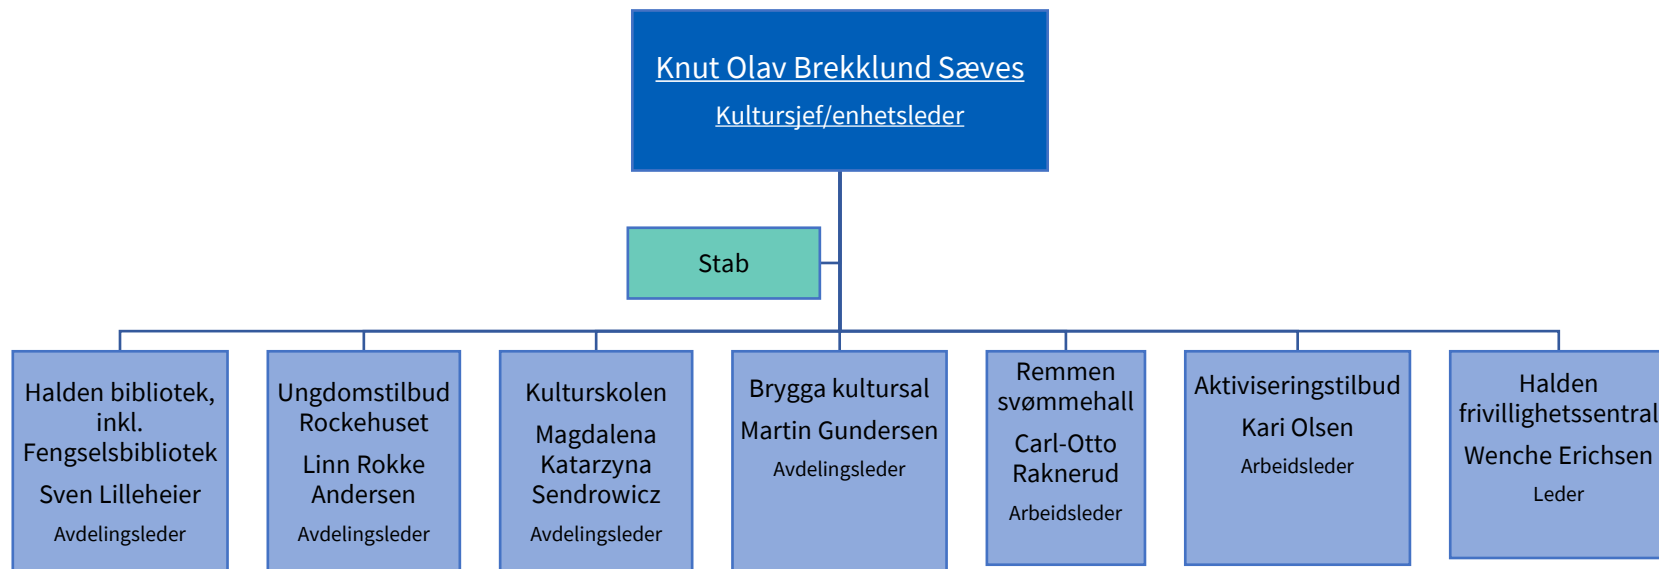 Knut Olav Brekklund Sæves
Kultursjef/enhetsleder
Stab
Halden bibliotek,
inkl.
Fengselsbibliotek
Sven Lilleheier
Avdelingsleder
Ungdomstilbud
Rockehuset
Linn Rokke
Andersen
Avdelingsleder
Kulturskolen
Magdalena
Katarzyna
Sendrowicz
Avdelingsleder
Brygga kultursal
Martin Gundersen
Avdelingsleder
Remmen
svømmehall
Carl-Otto
Raknerud
Arbeidsleder
Aktiviseringstilbud
Kari Olsen
Arbeidsleder
Halden
frivillighetssentral
Wenche Erichsen
Leder